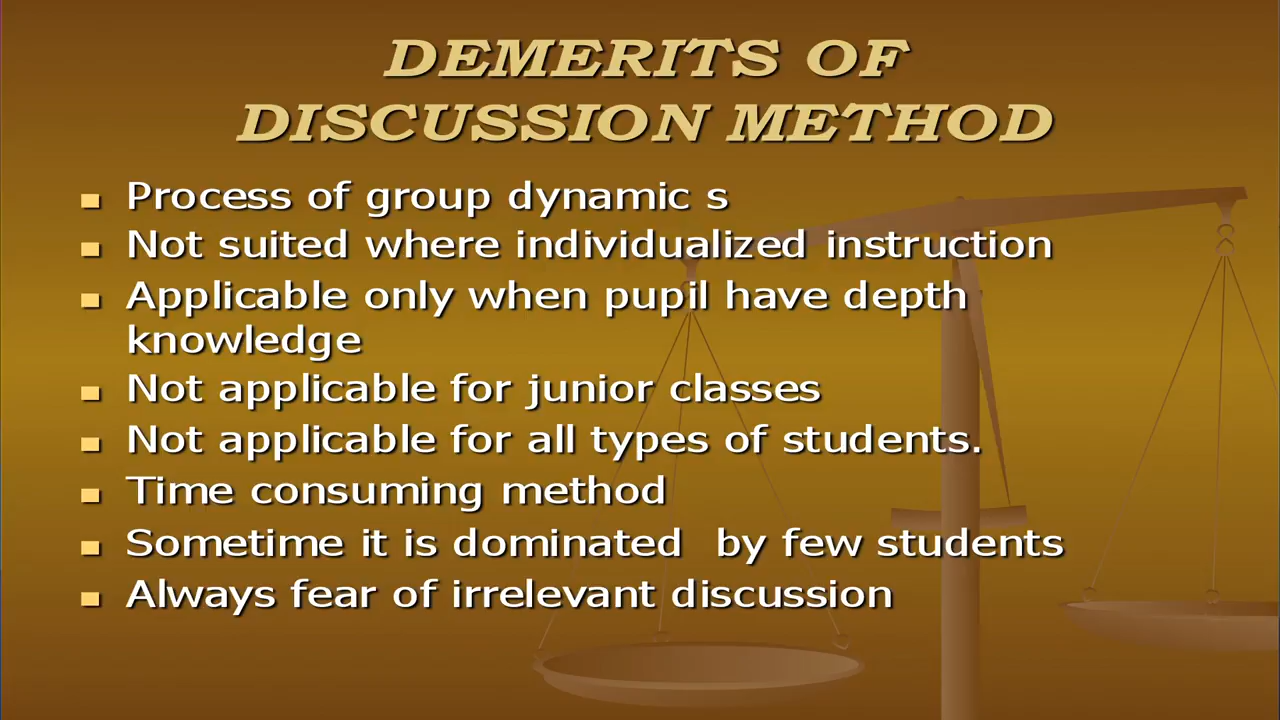 DEMERITS OF
DISCUSSION METHOD
Process of group dynamic s
Not suited where individualized instruction
Applicable only when pupil have depth
knowledge
Not applicable for junior classes
Not applicable for all types of students.
Time consuming method
Sometime it is dominated  by few students
Always fear of irrelevant discussion